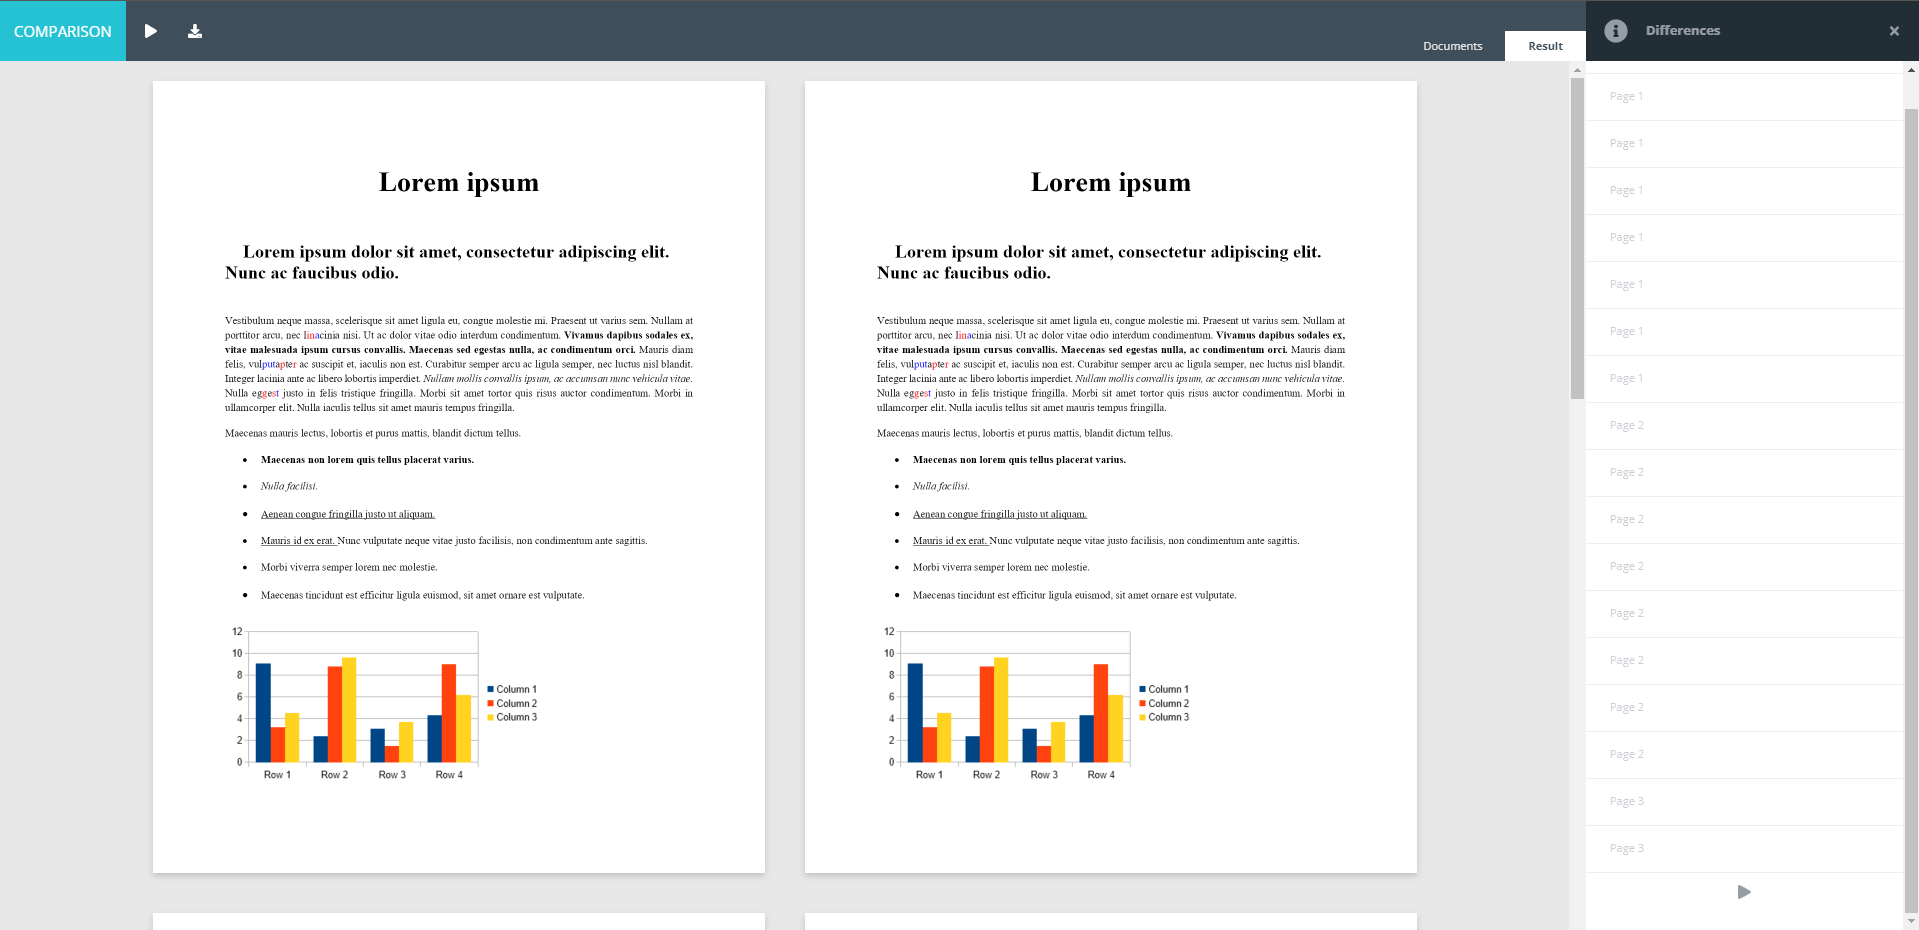 COMPARISON
Documents
Result
Differences
Lorem ipsum
Lorem ipsum dolor sit amet, consectetur adipiscing elit.
Nunc ac faucibus odio.
Vestibulum neque massa, scelerisque sit amet ligula eu, congue molestie mi. Praesent ut varius sem. Nullam at
porttitor arcu, nec linacinia nisi. Ut ac dolor vitae odio interdum condimentum. Vivamus dapibus sodales ex,
vitae malesuada ipsum cursus convallis. Maecenas sed egestas nulla, ac condimentum orci. Mauris diam
felis, vulputapter ac suscipit et, iaculis non est. Curabitur semper arcu ac ligula semper, nec luctus nisl blandit.
Integer lacinia ante ac libero lobortis imperdiet. Nullam mollis convallis ipsum, ac accumsan nunc vehicula vitae.
Nulla eggest justo in felis tristique fringilla. Morbi sit amet tortor quis risus auctor condimentum. Morbi in
ullamcorper elit. Nulla iaculis tellus sit amet mauris tempus fringilla.
Maecenas mauris lectus, lobortis et purus mattis, blandit dictum tellus.
• Maecenas non lorem quis tellus placerat varius.
• Nulla facilisi.
• Aenean congue fringilla justo ut aliquam.
• Mauris id ex erat. Nunc vulputate neque vitae justo facilisis, non condimentum ante sagittis.
• Morbi viverra semper lorem nec molestie.
• Maecenas tincidunt est efficitur ligula euismod, sit amet ornare est vulputate.
12
10
8
6
4
2
0
Row 1 Row 2 Row 3 Row 4
Column 1
Column 2
Column 3
Lorem ipsum
Lorem ipsum dolor sit amet, consectetur adipiscing elit.
Nunc ac faucibus odio.
Vestibulum neque massa, scelerisque sit amet ligula eu, congue molestie mi. Praesent ut varius sem. Nullam at
porttitor arcu, nec linacinia nisi. Ut ac dolor vitae odio interdum condimentum. Vivamus dapibus sodales ex,
vitae malesuada ipsum cursus convallis. Maecenas sed egestas nulla, ac condimentum orci. Mauris diam
felis, vulputapter ac suscipit et, iaculis non est. Curabitur semper arcu ac ligula semper, nec luctus nisl blandit.
Integer lacinia ante ac libero lobortis imperdiet. Nullam mollis convallis ipsum, ac accumsan nunc vehicula vitae.
Nulla eggest justo in felis tristique fringilla. Morbi sit amet tortor quis risus auctor condimentum. Morbi in
ullamcorper elit. Nulla iaculis tellus sit amet mauris tempus fringilla.
Maecenas mauris lectus, lobortis et purus mattis, blandit dictum tellus.
• Maecenas non lorem quis tellus placerat varius.
• Nulla facilisi.
• Aenean congue fringilla justo ut aliquam.
• Mauris id ex erat. Nunc vulputate neque vitae justo facilisis, non condimentum ante sagittis.
• Morbi viverra semper lorem nec molestie.
• Maecenas tincidunt est efficitur ligula euismod, sit amet ornare est vulputate.
12
10
8
6
4
2
0
Row 1 Row 2 Row 3 Row 4
Column 1
Column 2
Column 3
Page 1
Page 1
Page 1
Page 1
Page 1
Page 1
Page 1
Page 2
Page 2
Page 2
Page 2
Page 2
Page 2
Page 2
Page 2
Page 3
Page 3